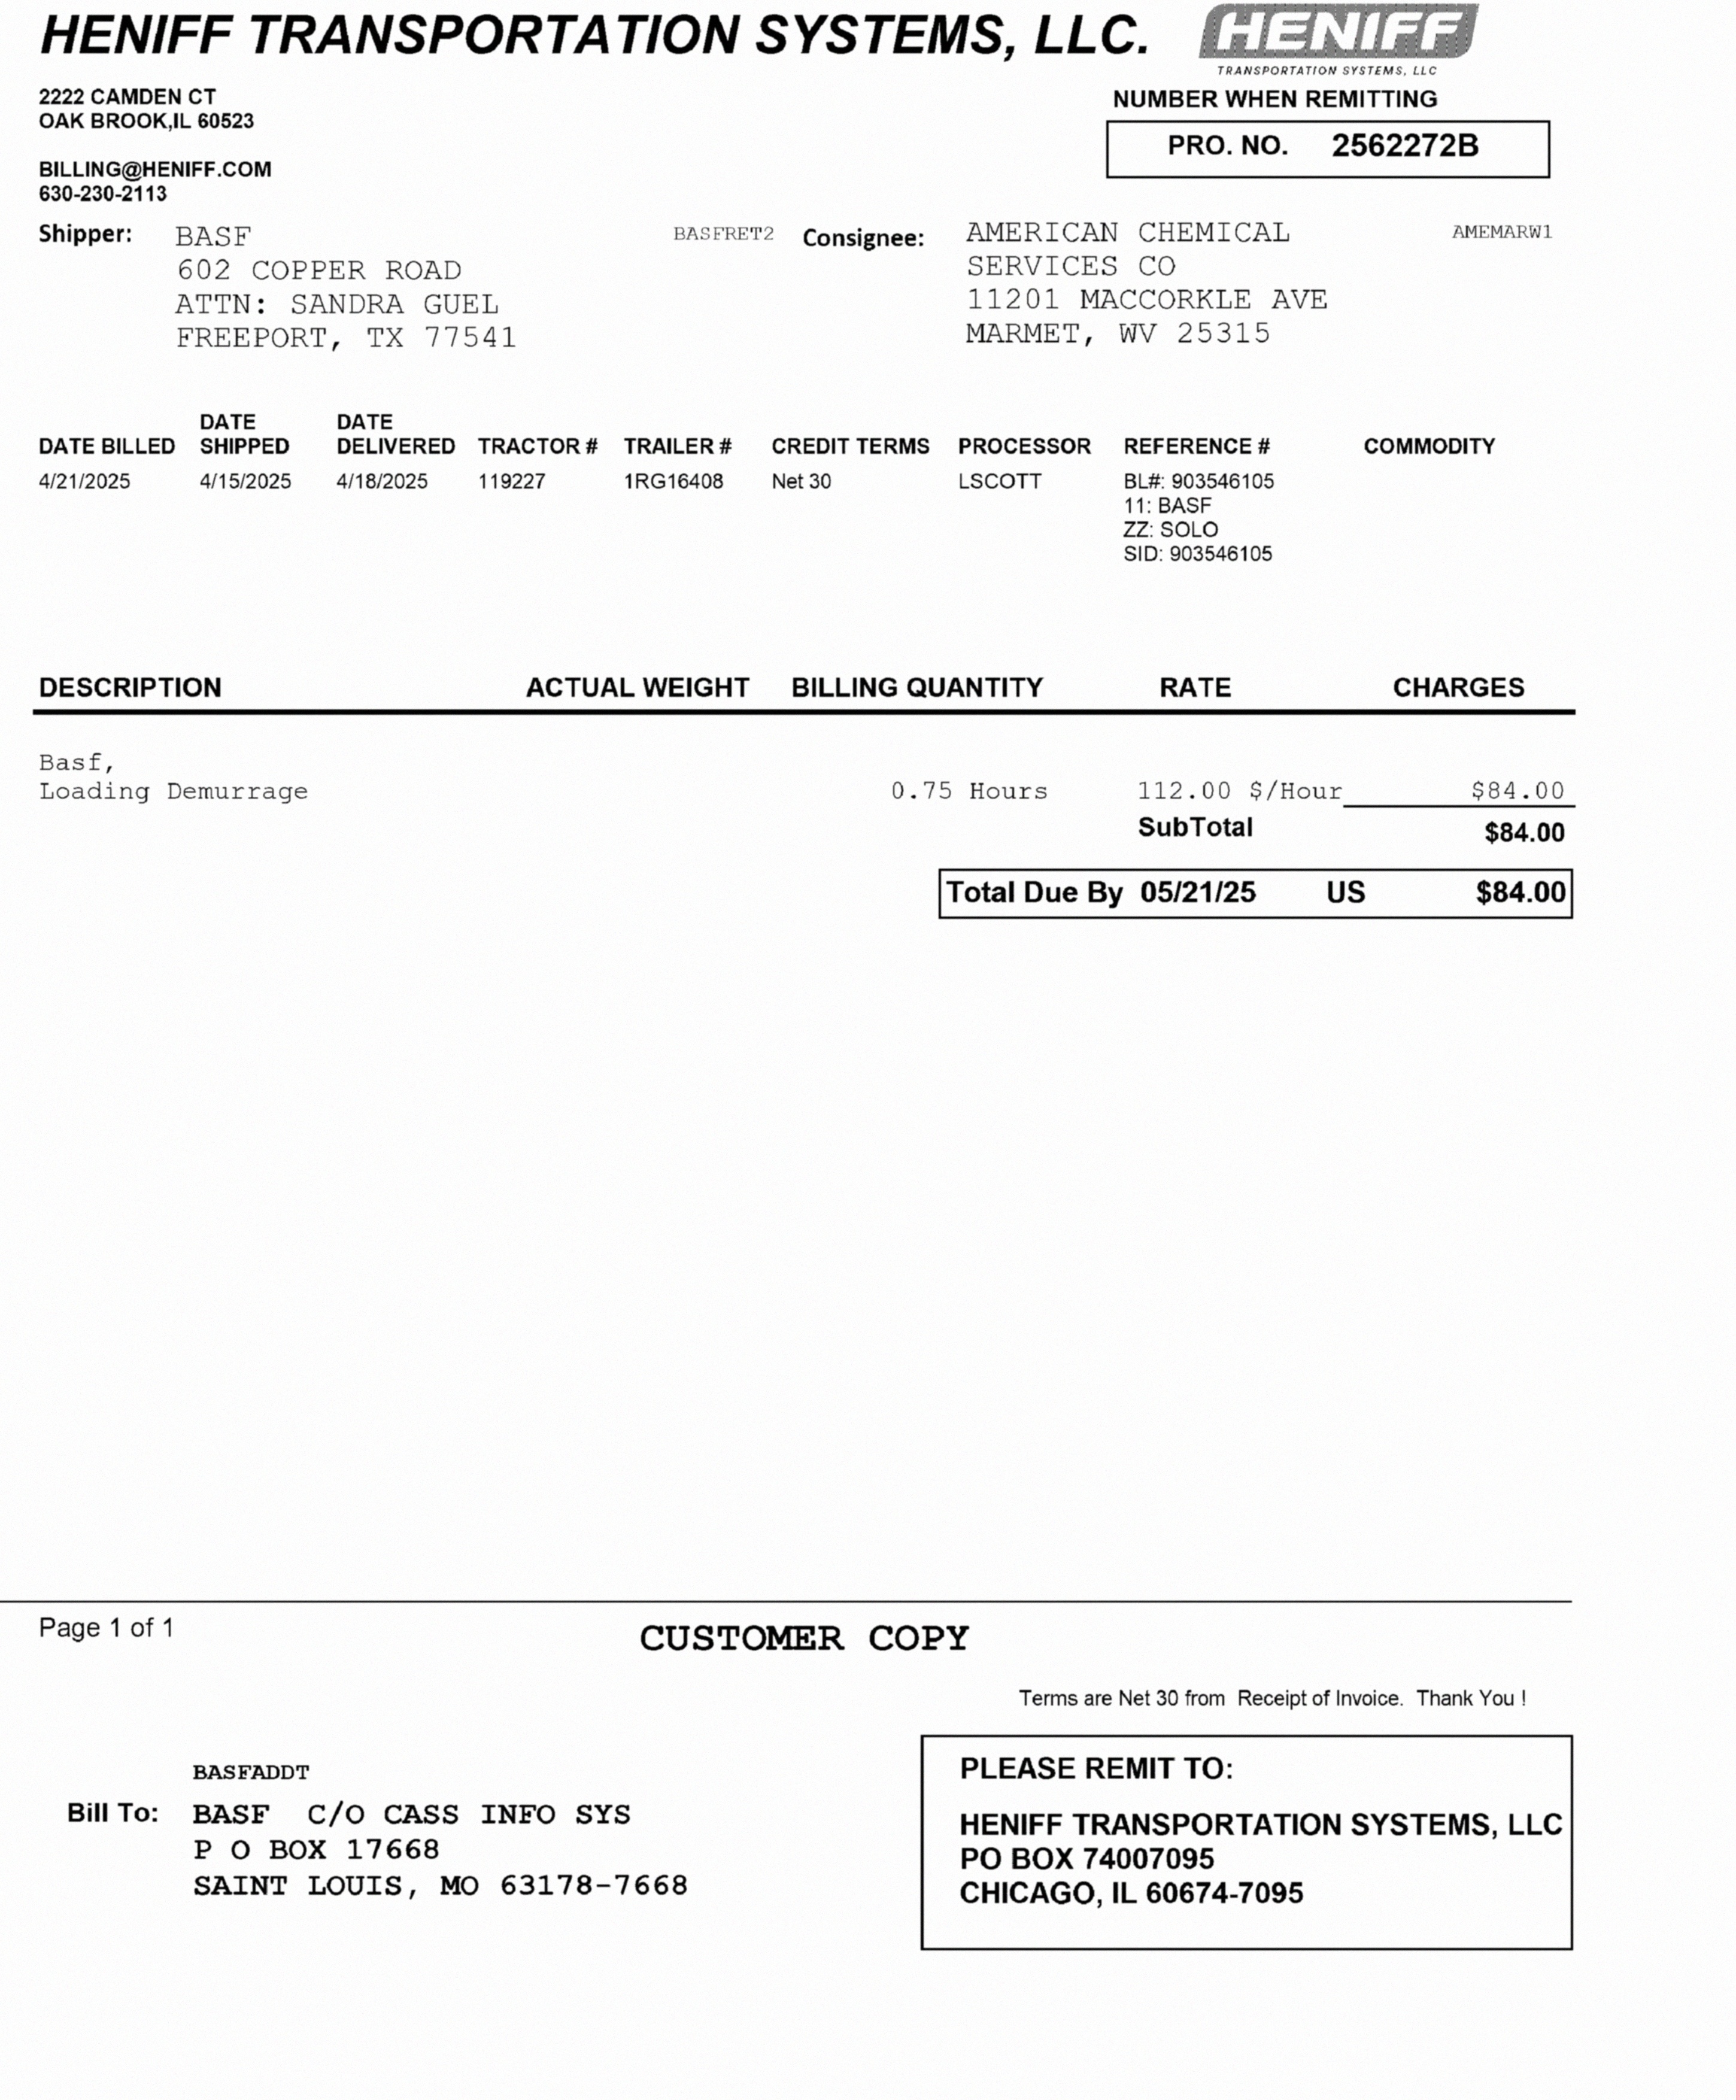 HENIFF TRANSPORTATION SYSTEMS, LLC.
HENIFF
TRANSPORTATION SYSTEMS, LLC
2222 CAMDEN CT
OAK BROOK,IL 60523
NUMBER WHEN REMITTING
PRO. NO. 2562272B
BILLING@HENIFF.COM
630-230-2113
Shipper: BASF BASFRET2
602 COPPER ROAD
ATTN: SANDRA GUEL
FREEPORT, TX 77541
Consignee: AMERICAN CHEMICAL AMEMARW1
SERVICES CO
11201 MACCORKLE AVE
MARMET, WV 25315
DATE BILLED DATE SHIPPED DATE DELIVERED TRACTOR # TRAILER # CREDIT TERMS PROCESSOR REFERENCE # COMMODITY
4/21/2025 4/15/2025 4/18/2025 119227 1RG16408 Net 30 LSCOTT BL#: 903546105
11: BASF
ZZ: SOLO
SID: 903546105
DESCRIPTION ACTUAL WEIGHT BILLING QUANTITY RATE CHARGES
Basf,
Loading Demurrage 0.75 Hours 112.00 $/Hour $84.00
SubTotal $84.00
Total Due By 05/21/25 US $84.00
Page 1 of 1
CUSTOMER COPY
Terms are Net 30 from Receipt of Invoice. Thank You !
BASFADDT
Bill To: BASF C/O CASS INFO SYS
P O BOX 17668
SAINT LOUIS, MO 63178-7668
PLEASE REMIT TO:
HENIFF TRANSPORTATION SYSTEMS, LLC
PO BOX 74007095
CHICAGO, IL 60674-7095